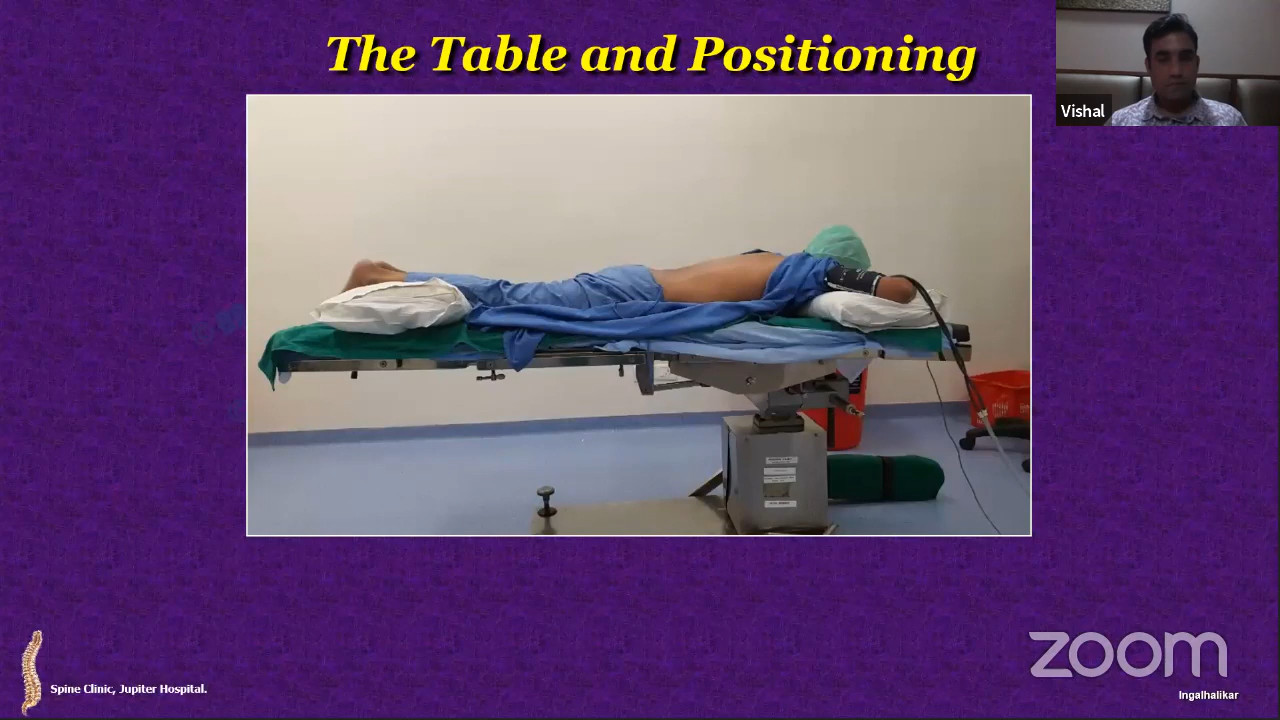 The Table and Positioning
Vishal
zoom
Spine Clinic, Jupiter Hospital.
Ingalhalikar